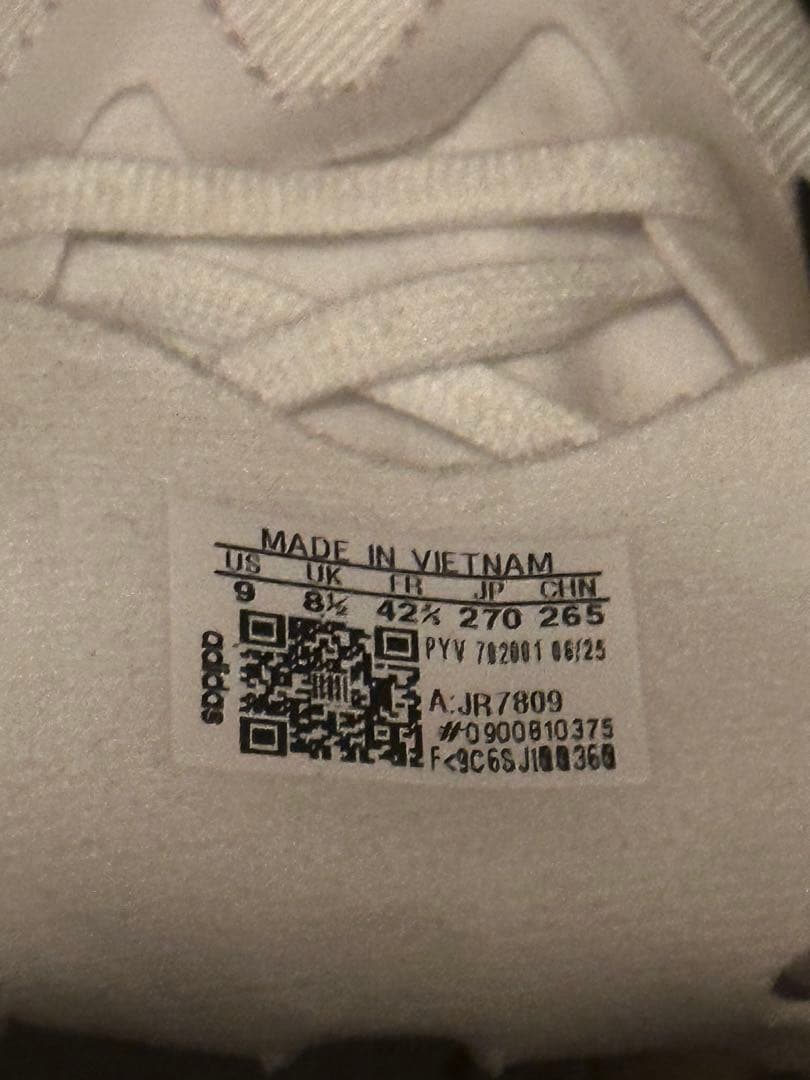 MADE IN VIETNAM
US UK FR JP CHN
9 8½ 42⅔ 270 265
adidas
PYV 702001 06/25
A:JR7809
#0900810375